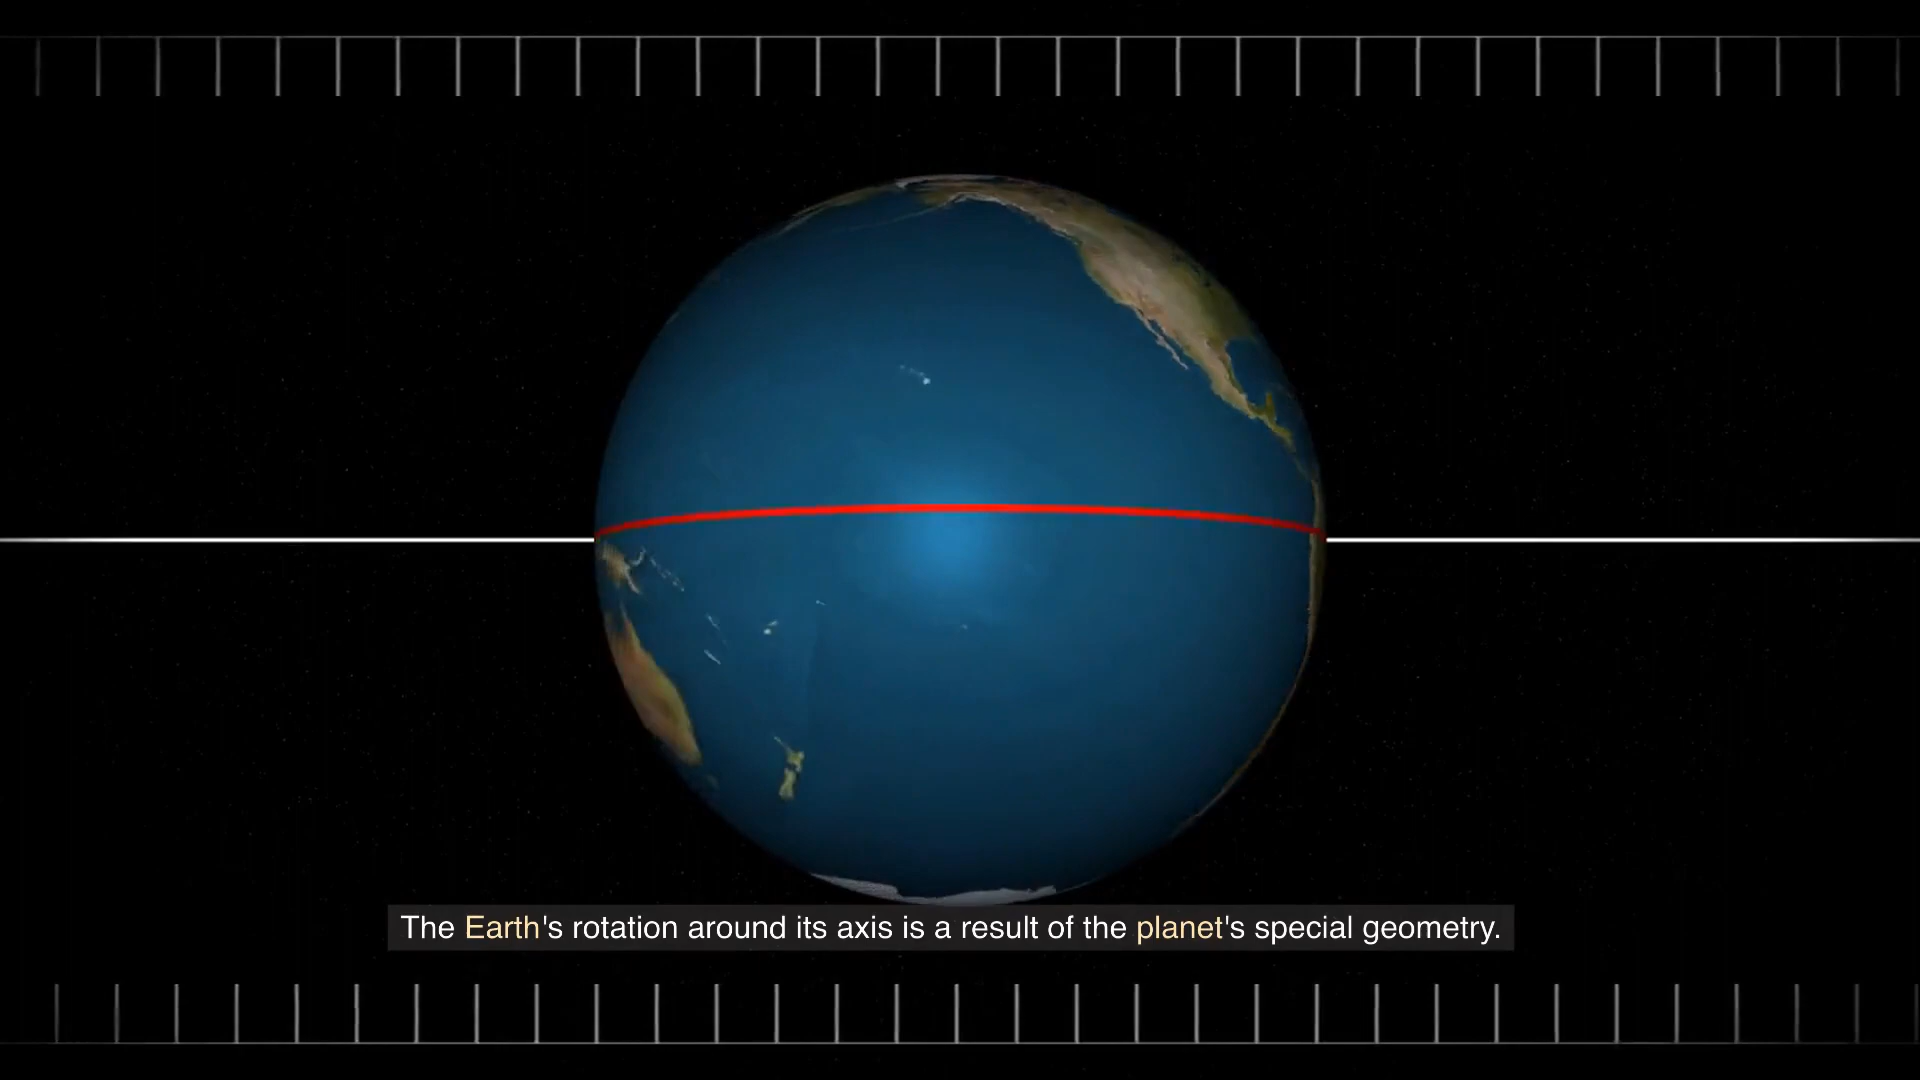 The Earth's rotation around its axis is a result of the planet's special geometry.